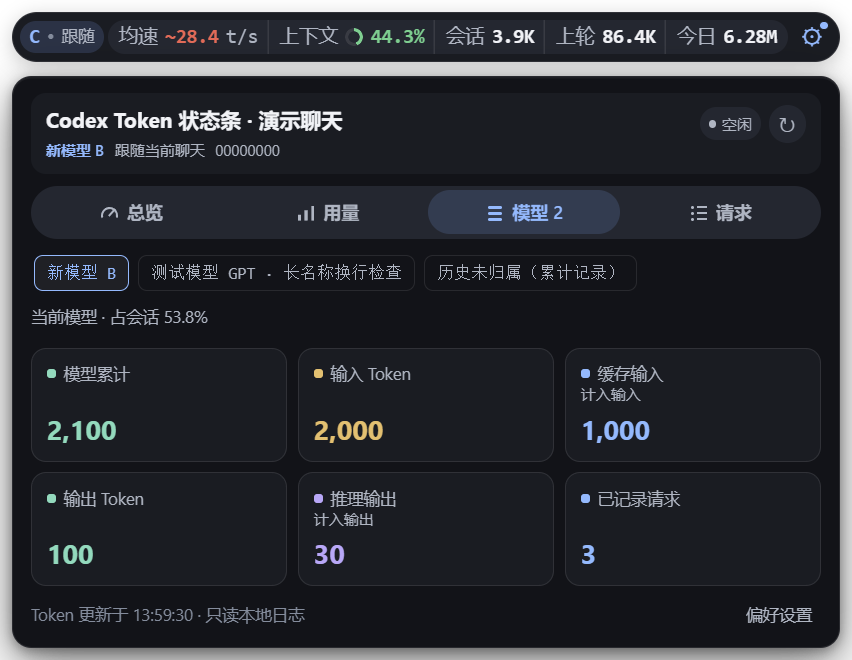 C • 跟随 均速 ~28.4 t/s 上下文 44.3% 会话 3.9K 上轮 86.4K 今日 6.28M
Codex Token 状态条 · 演示聊天
空闲
新模型 B 跟随当前聊天 00000000
总览 用量 模型 2 请求
新模型 B 测试模型 GPT · 长名称换行检查 历史未归属（累计记录）
当前模型 · 占会话 53.8%
模型累计
2,100
输入 Token
2,000
缓存输入
计入输入
1,000
输出 Token
100
推理输出
计入输出
30
已记录请求
3
Token 更新于 13:59:30 · 只读本地日志
偏好设置